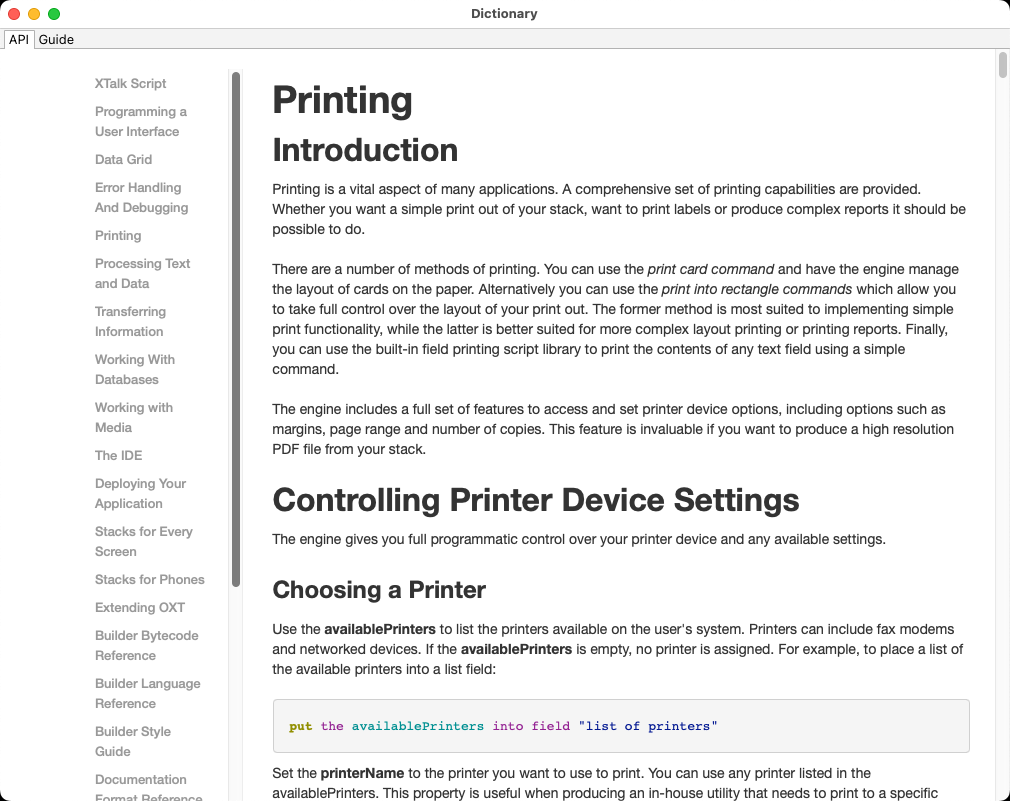 Dictionary
API Guide
XTalk Script
Programming a
User Interface
Data Grid
Error Handling
And Debugging
Printing
Processing Text
and Data
Transferring
Information
Working With
Databases
Working with
Media
The IDE
Deploying Your
Application
Stacks for Every
Screen
Stacks for Phones
Extending OXT
Builder Bytecode
Reference
Builder Language
Reference
Builder Style
Guide
Documentation
Format Reference
Printing
Introduction
Printing is a vital aspect of many applications. A comprehensive set of printing capabilities are provided.
Whether you want a simple print out of your stack, want to print labels or produce complex reports it should be
possible to do.
There are a number of methods of printing. You can use the print card command and have the engine manage
the layout of cards on the paper. Alternatively you can use the print into rectangle commands which allow you
to take full control over the layout of your print out. The former method is most suited to implementing simple
print functionality, while the latter is better suited for more complex layout printing or printing reports. Finally,
you can use the built-in field printing script library to print the contents of any text field using a simple
command.
The engine includes a full set of features to access and set printer device options, including options such as
margins, page range and number of copies. This feature is invaluable if you want to produce a high resolution
PDF file from your stack.
Controlling Printer Device Settings
The engine gives you full programmatic control over your printer device and any available settings.
Choosing a Printer
Use the availablePrinters to list the printers available on the user's system. Printers can include fax modems
and networked devices. If the availablePrinters is empty, no printer is assigned. For example, to place a list of
the available printers into a list field:
put the availablePrinters into field "list of printers"
Set the printerName to the printer you want to use to print. You can use any printer listed in the
availablePrinters. This property is useful when producing an in-house utility that needs to print to a specific